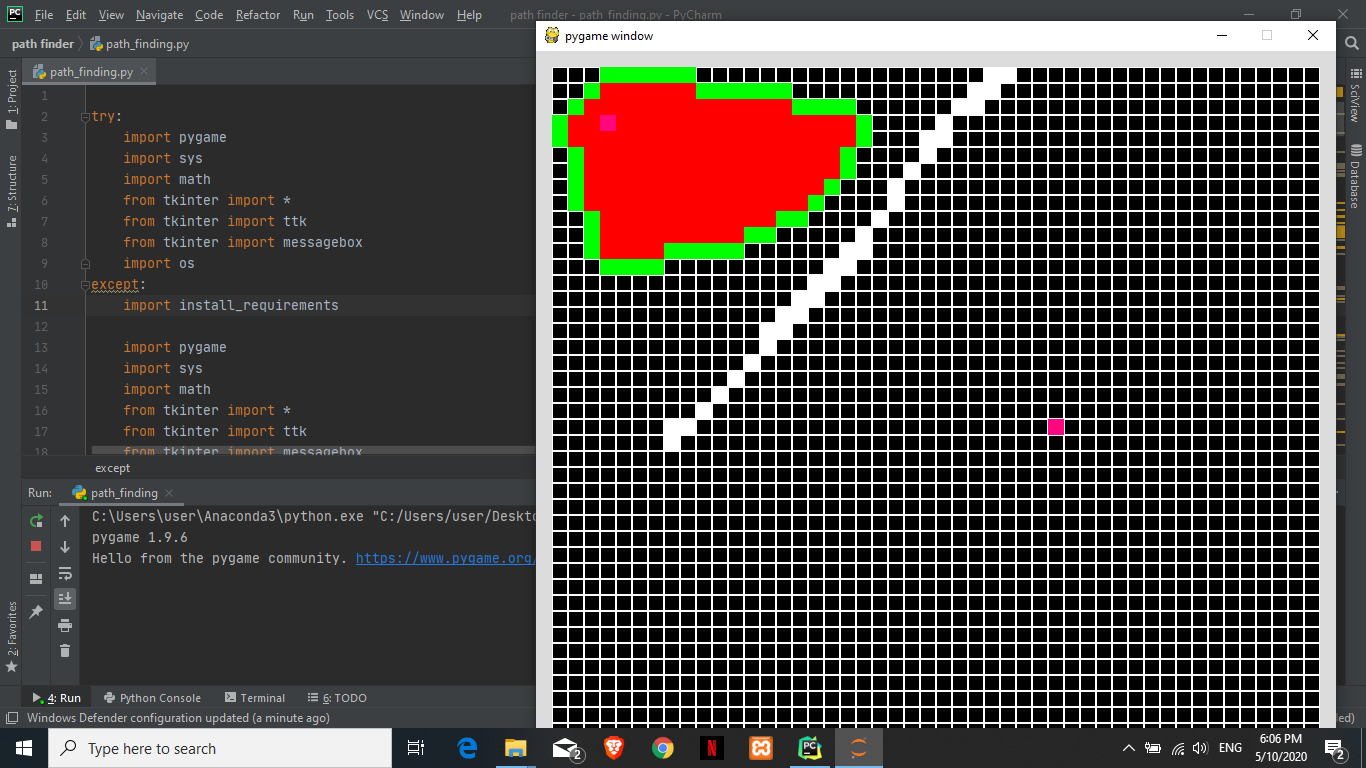 PC File Edit View Navigate Code Refactor Run Tools VCS Window Help path finder - path_finding.py - PyCharm
pygame window
path finder path_finding.py
path_finding.py
1: Project
7: Structure
2: Favorites
SciView
Database
1
2 try:
3 import pygame
4 import sys
5 import math
6 from tkinter import *
7 from tkinter import ttk
8 from tkinter import messagebox
9 import os
10 except:
11 import install_requirements
12
13 import pygame
14 import sys
15 import math
16 from tkinter import *
17 from tkinter import ttk
18 from tkinter import messagebox
except
Run: path_finding
C:\Users\user\Anaconda3\python.exe "C:/Users/user/Deskto
pygame 1.9.6
Hello from the pygame community. https://www.pygame.org/
4: Run Python Console Terminal 6: TODO
Windows Defender configuration updated (a minute ago)
ed)
Type here to search
2
N
PC
ENG
6:06 PM
5/10/2020
2